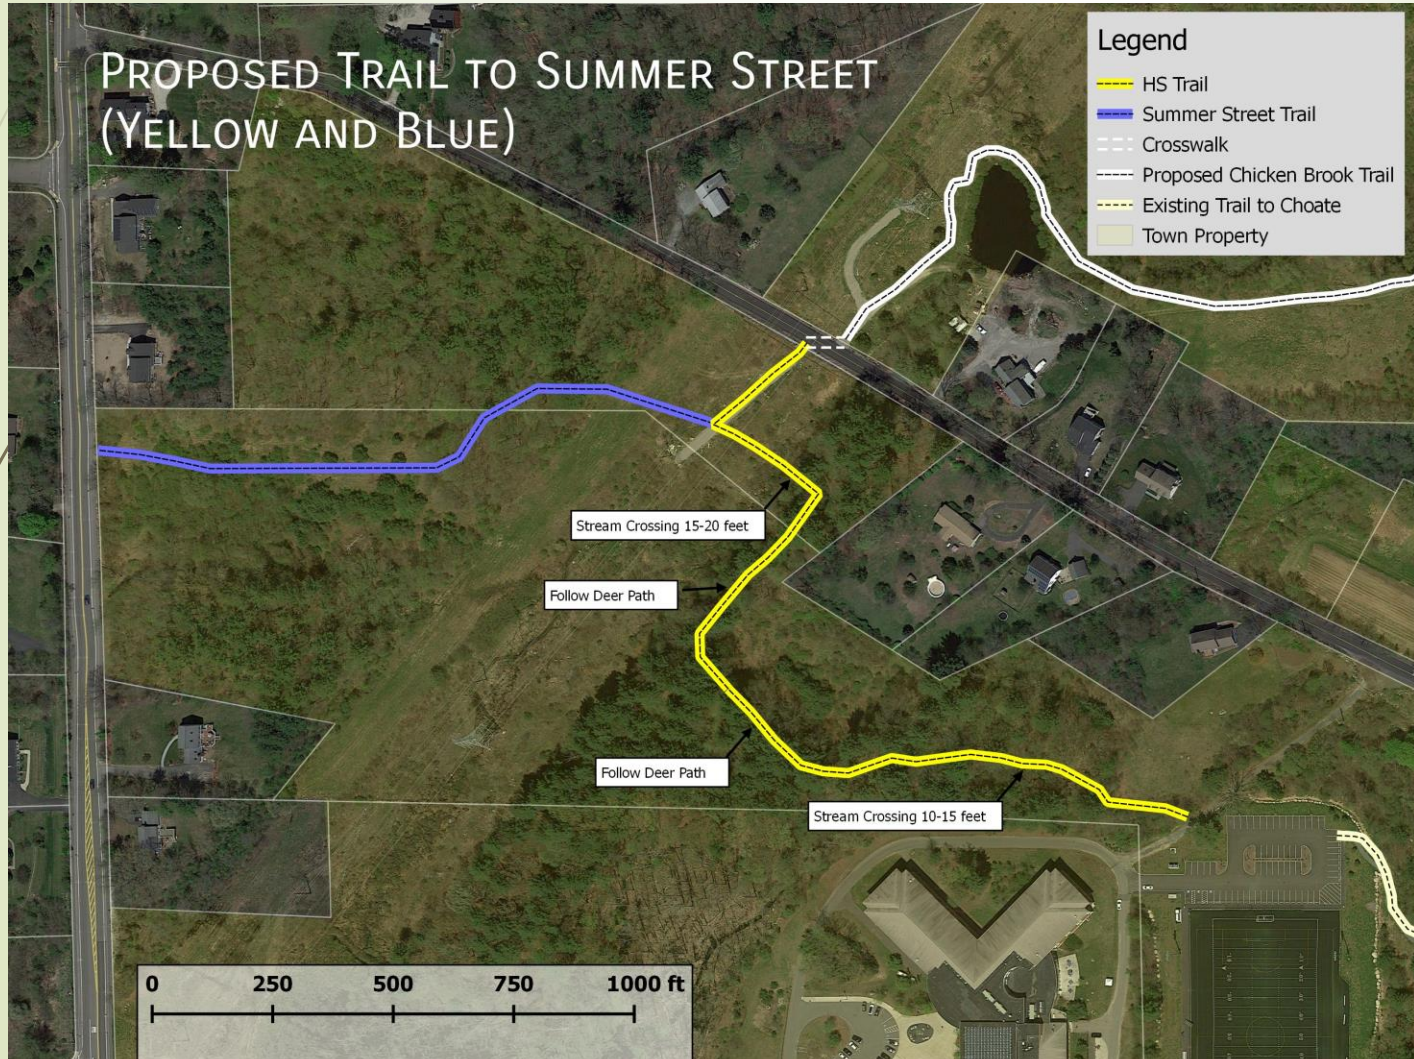 PROPOSED TRAIL TO SUMMER STREET
(YELLOW AND BLUE)
Legend
HS Trail
Summer Street Trail
Crosswalk
Proposed Chicken Brook Trail
Existing Trail to Choate
Town Property
Stream Crossing 15-20 feet
Follow Deer Path
Follow Deer Path
Stream Crossing 10-15 feet
0 250 500 750 1000 ft